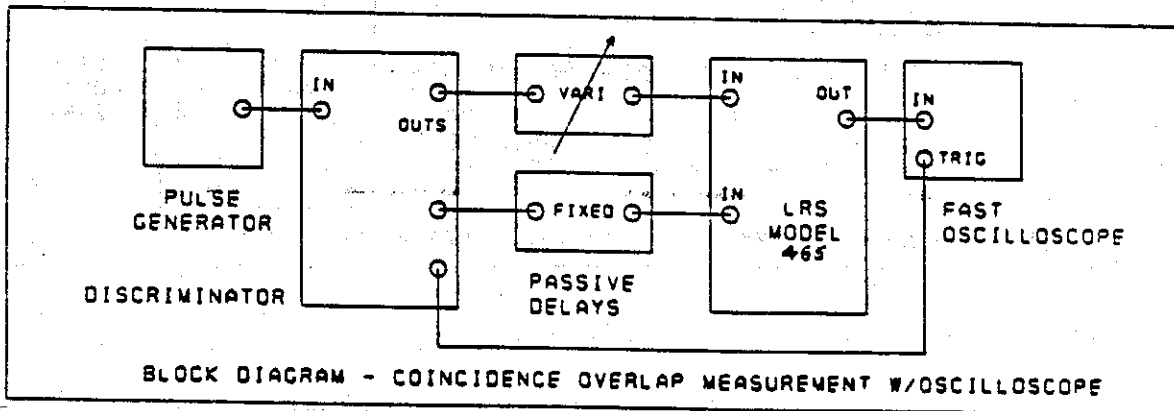 IN
OUTS
VARI
IN
OUT
IN
TRIG
PULSE
GENERATOR
FIXED
IN
LRS
MODEL
465
FAST
OSCILLOSCOPE
DISCRIMINATOR
PASSIVE
DELAYS
BLOCK DIAGRAM - COINCIDENCE OVERLAP MEASUREMENT W/OSCILLOSCOPE